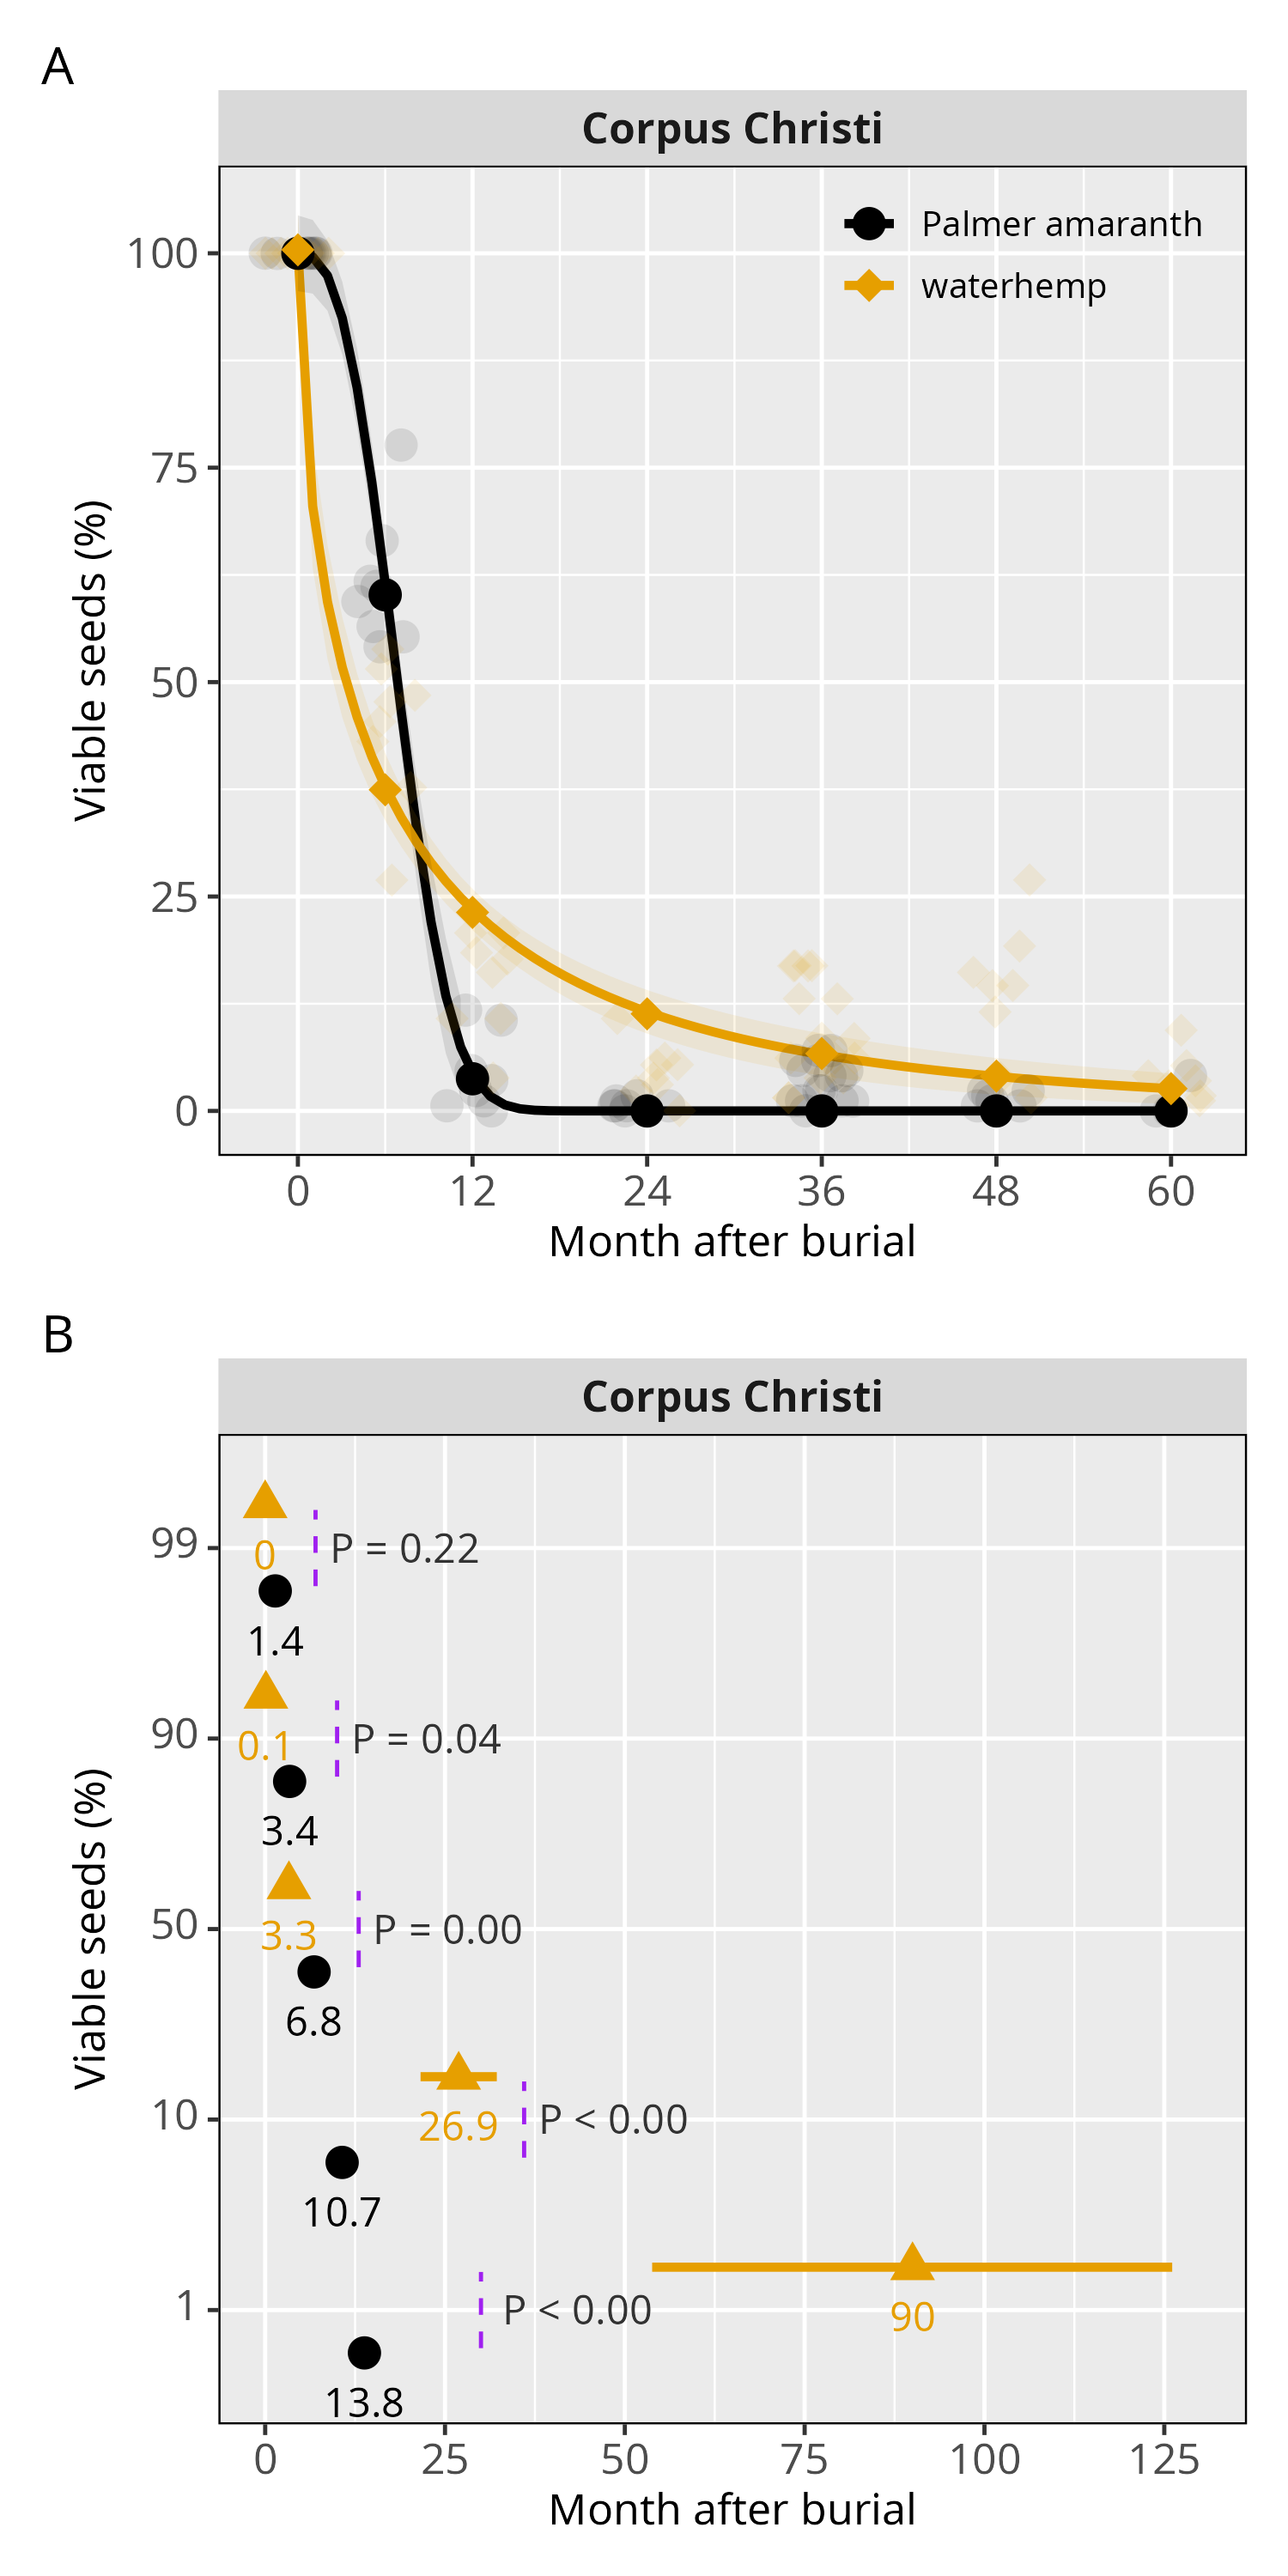 A
Corpus Christi
Palmer amaranth
waterhemp
Viable seeds (%)
100
75
50
25
0
0 12 24 36 48 60
Month after burial
B
Corpus Christi
Viable seeds (%)
99
90
50
10
1
0
P = 0.22
1.4
0.1
P = 0.04
3.4
3.3
P = 0.00
6.8
26.9
P < 0.00
10.7
P < 0.00
90
13.8
0 25 50 75 100 125
Month after burial